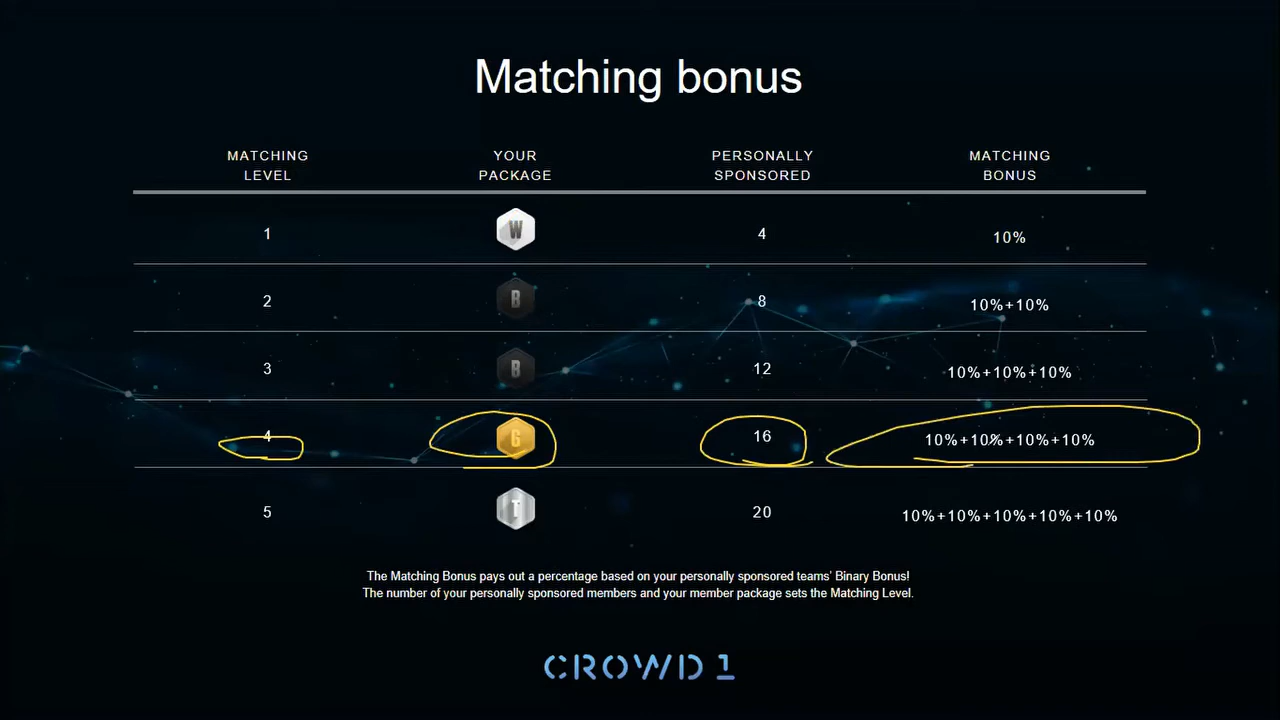 Matching bonus
MATCHING LEVEL
YOUR PACKAGE
PERSONALLY SPONSORED
MATCHING BONUS
1 W 4 10%
2 B 8 10%+10%
3 B 12 10%+10%+10%
4 G 16 10%+10%+10%+10%
5 T 20 10%+10%+10%+10%+10%
The Matching Bonus pays out a percentage based on your personally sponsored teams' Binary Bonus!
The number of your personally sponsored members and your member package sets the Matching Level.
CROWD 1